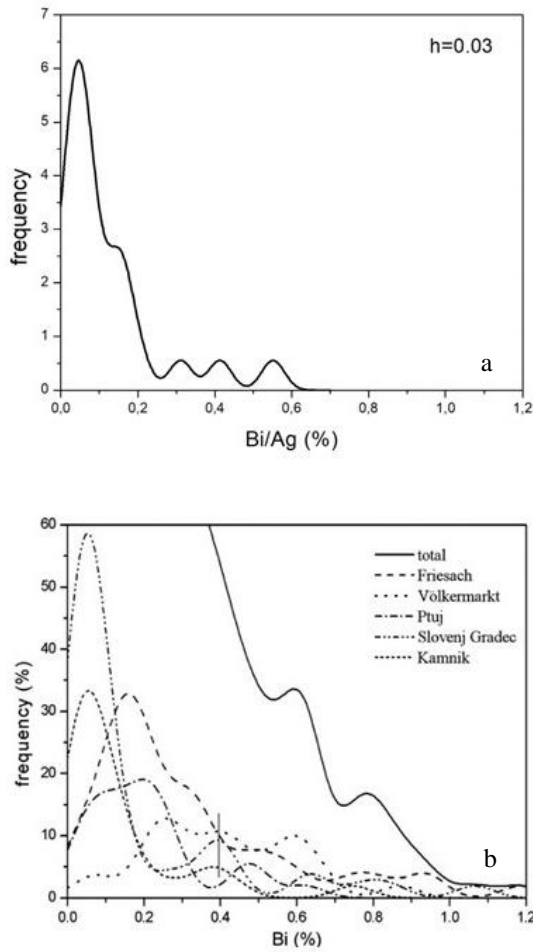 7
6
5
4
3
2
1
0
frequency
h=0.03
a
0,0 0,2 0,4 0,6 0,8 1,0 1,2
Bi/Ag (%)
60
50
40
30
20
10
0
frequency (%)
total
Friesach
Völkermarkt
Ptuj
Slovenj Gradec
Kamnik
b
0.0 0.2 0.4 0.6 0.8 1.0 1.2
Bi (%)